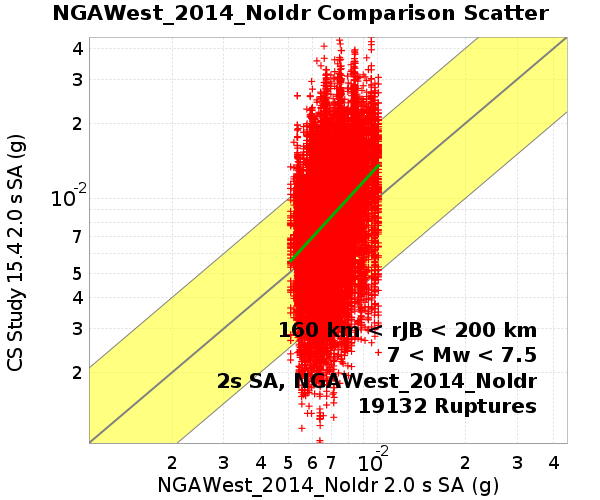 NGAWest_2014_NoIdr Comparison Scatter
4
3
2
10-2
7
5
4
3
2
CS Study 15.4 2.0 s SA (g)
160 km < rJB < 200 km
7 < Mw < 7.5
2s SA, NGAWest_2014_NoIdr
19132 Ruptures
2 3 4 5 6 7 10-2 2 3 4
NGAWest_2014_NoIdr 2.0 s SA (g)